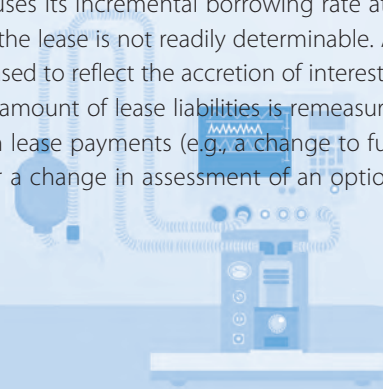 uses its incremental borrowing rate at
the lease is not readily determinable.
sed to reflect the accretion of interest
amount of lease liabilities is remeasur
lease payments (e.g., a change to fu
a change in assessment of an optio